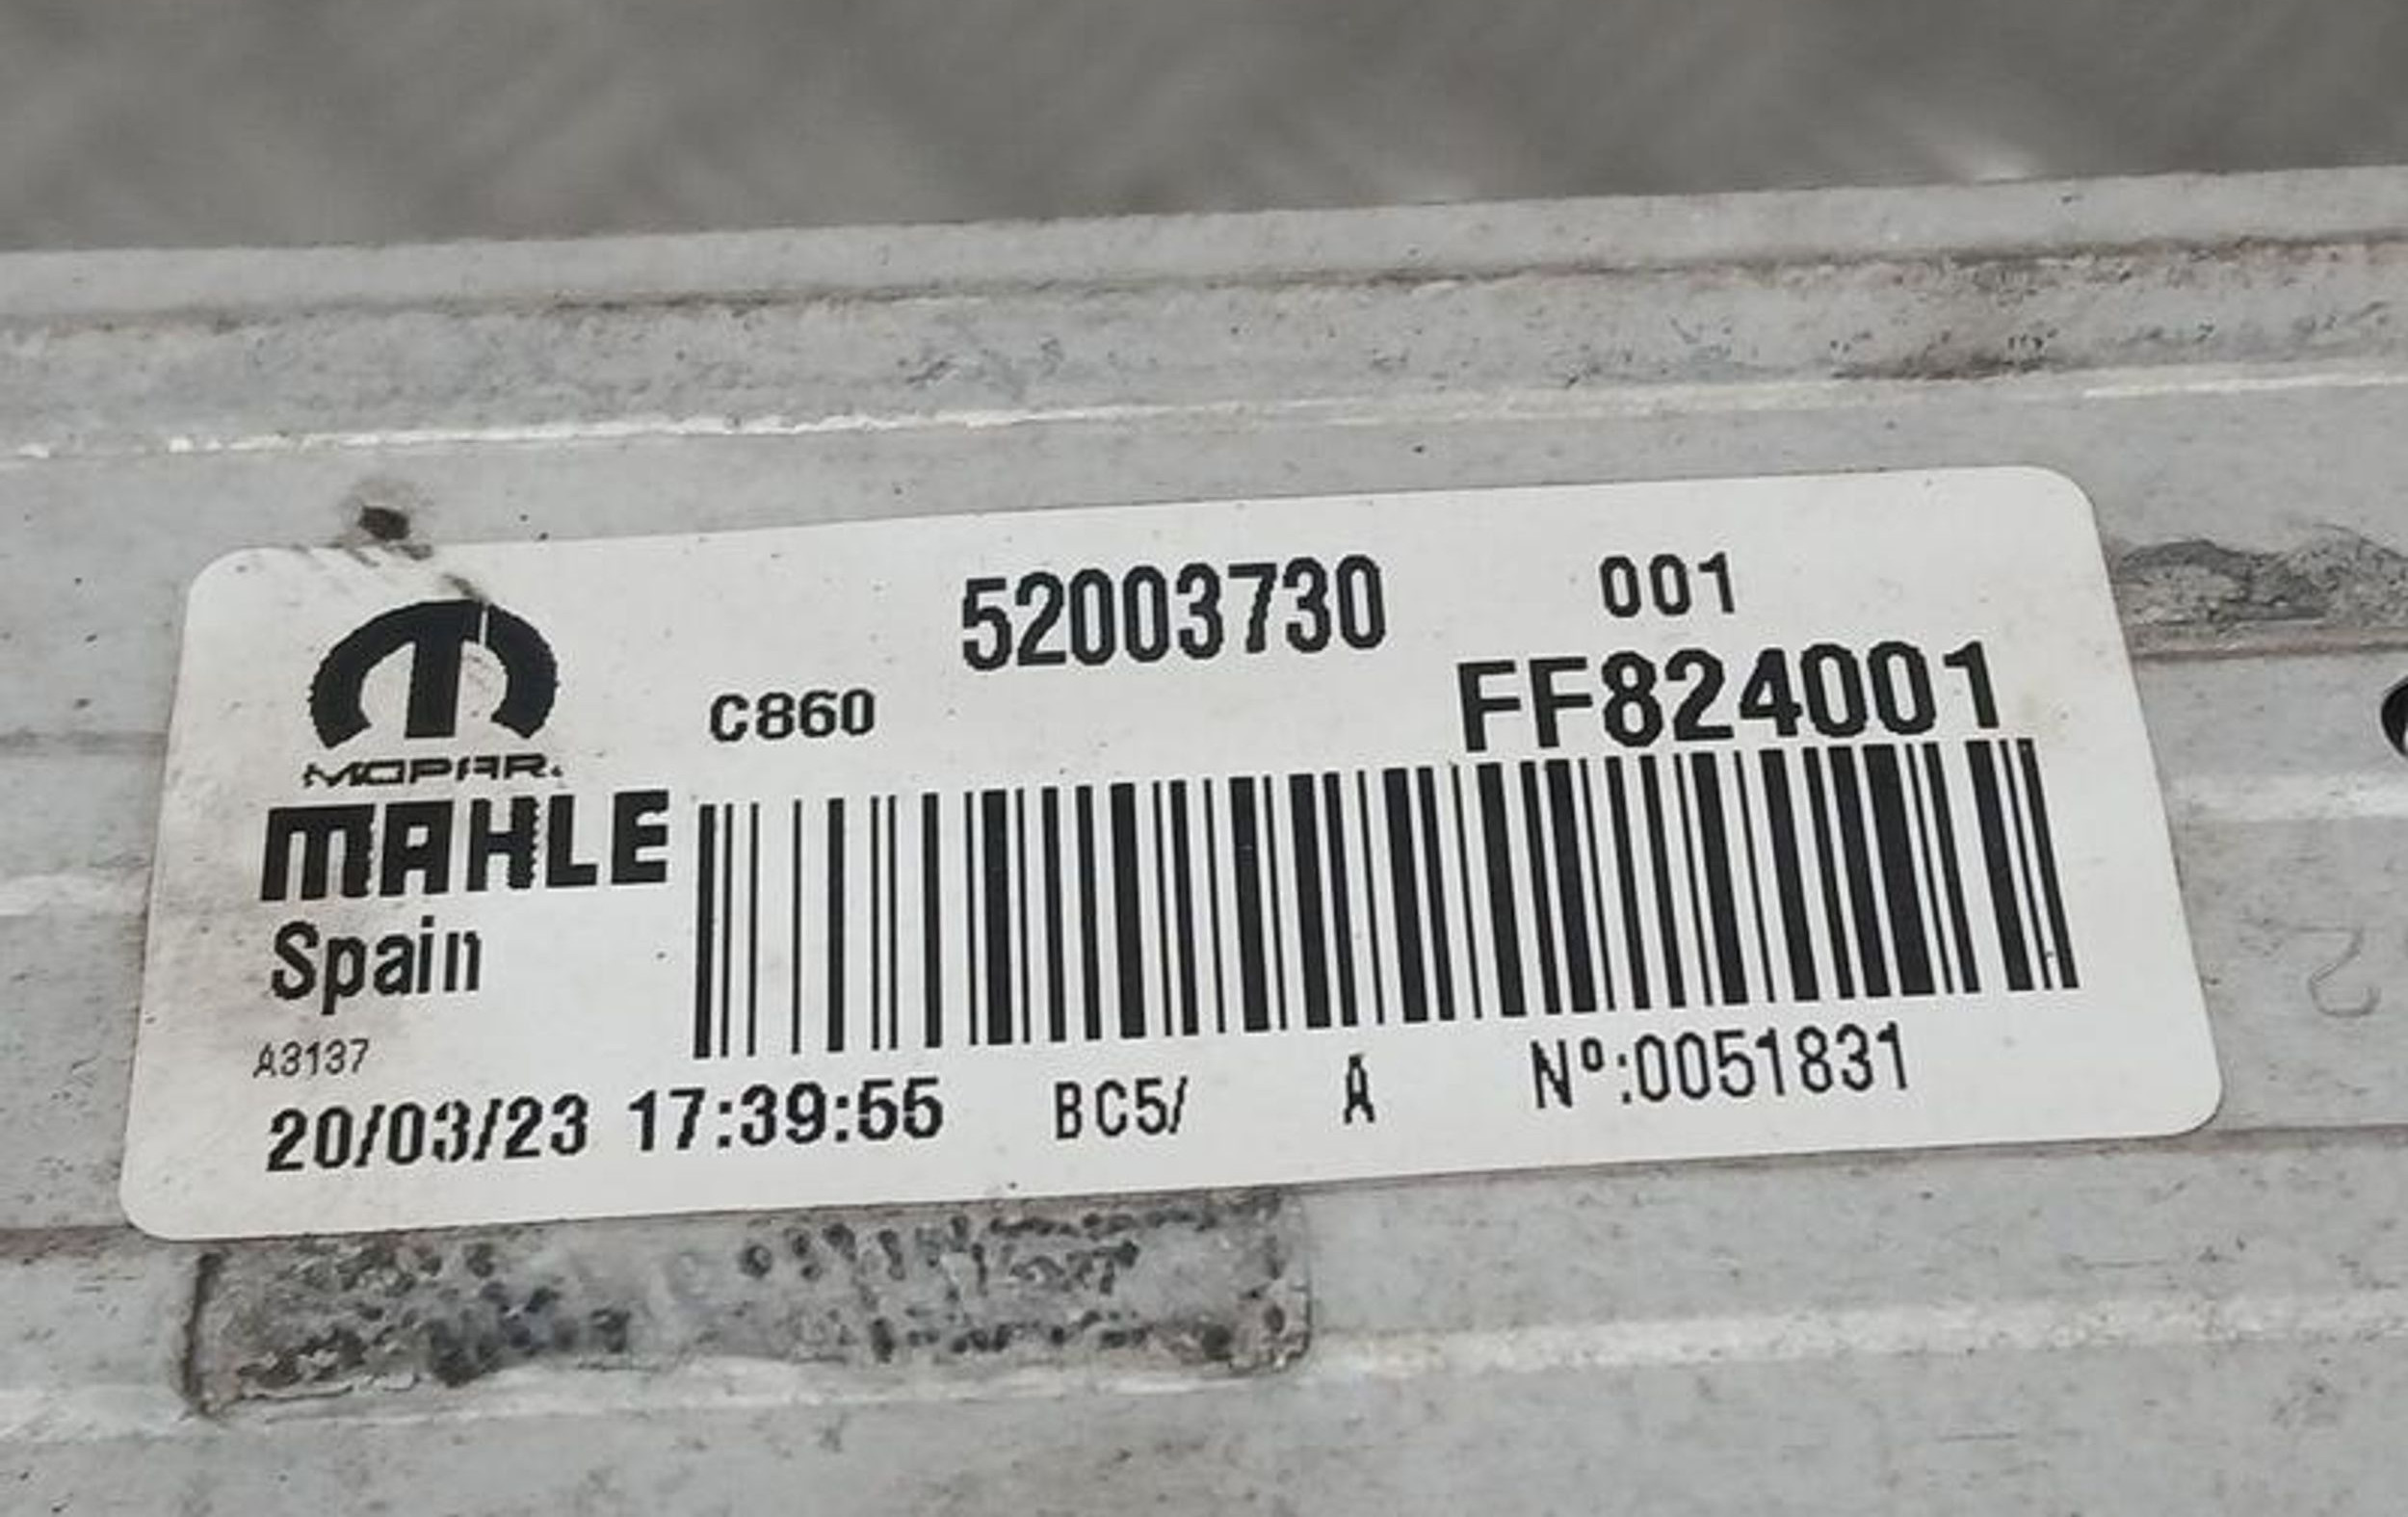 52003730 001
C860 FF824001
MOPAR.
MAHLE
Spain
A3137
20/03/23 17:39:55 BC5/ A Nº:0051831